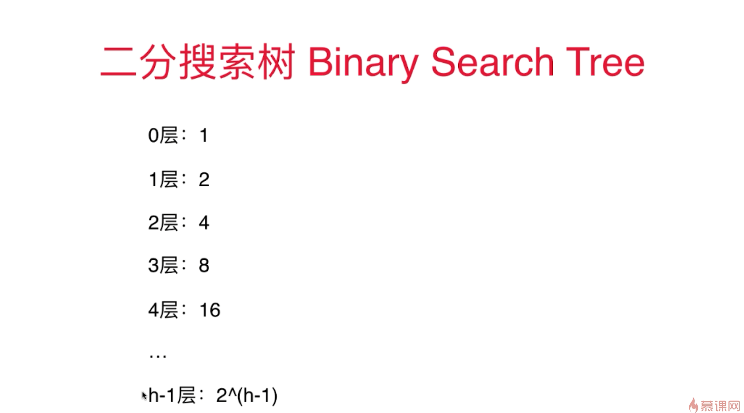 二分搜索树 Binary Search Tree
0层：1
1层：2
2层：4
3层：8
4层：16
…
h-1层：2^(h-1)
慕课网